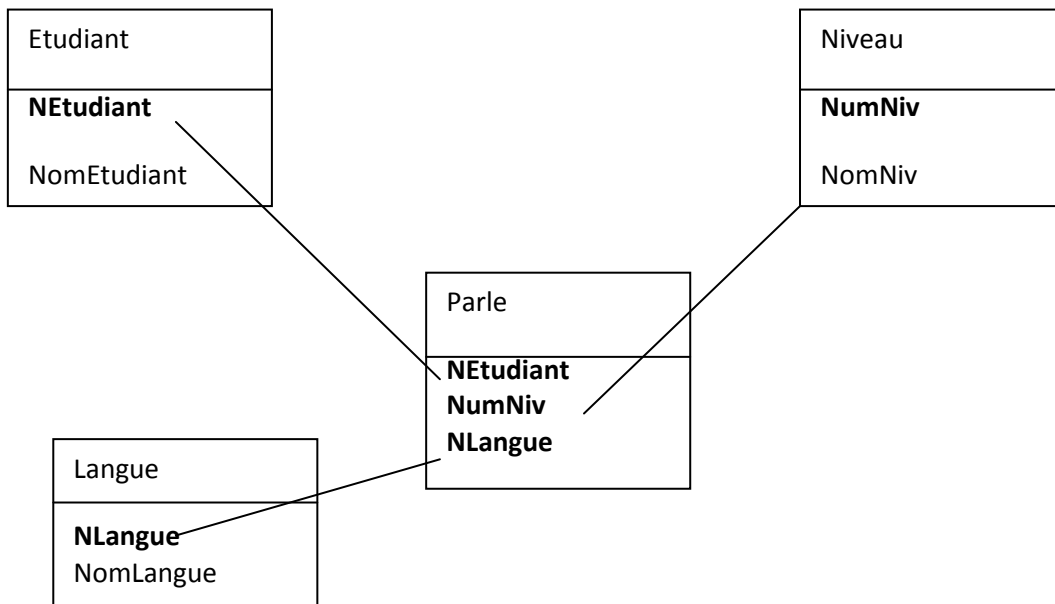 Etudiant
NEtudiant
NomEtudiant
Niveau
NumNiv
NomNiv
Parle
NEtudiant
NumNiv
NLangue
Langue
NLangue
NomLangue